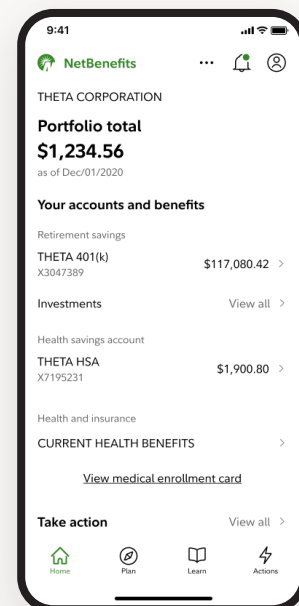 9:41
NetBenefits
THETA CORPORATION
Portfolio total
$1,234.56
as of Dec/01/2020
Your accounts and benefits
Retirement savings
THETA 401(k)
X3047389
$117,080.42
Investments
View all
Health savings account
THETA HSA
X7195231
$1,900.80
Health and insurance
CURRENT HEALTH BENEFITS
View medical enrollment card
Take action
View all
Home
Plan
Learn
Actions